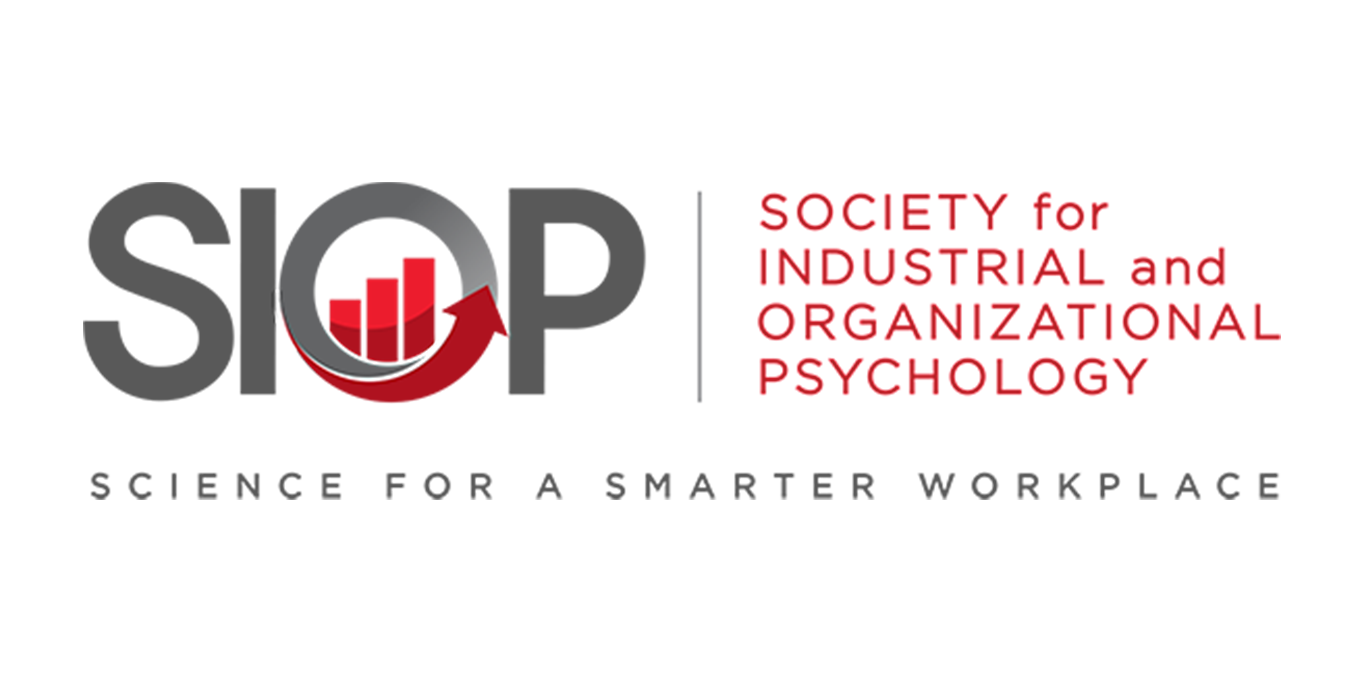 SIOP
SOCIETY for
INDUSTRIAL and
ORGANIZATIONAL
PSYCHOLOGY
SCIENCE FOR A SMARTER WORKPLACE